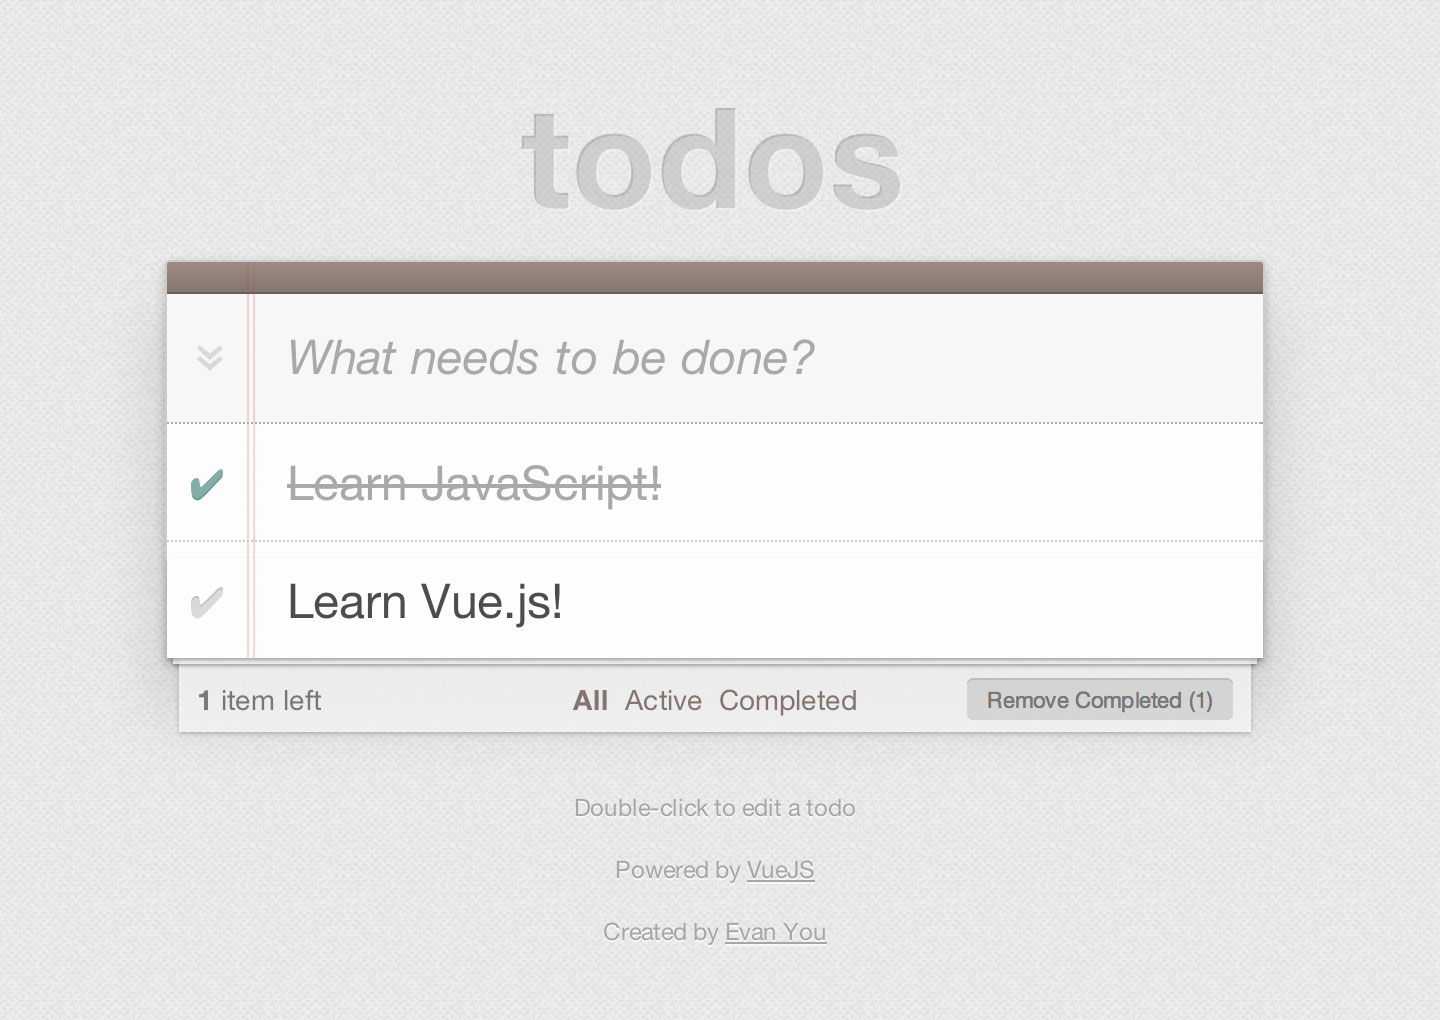 todos
What needs to be done?
Learn JavaScript!
Learn Vue.js!
1 item left All Active Completed Remove Completed (1)
Double-click to edit a todo
Powered by VueJS
Created by Evan You